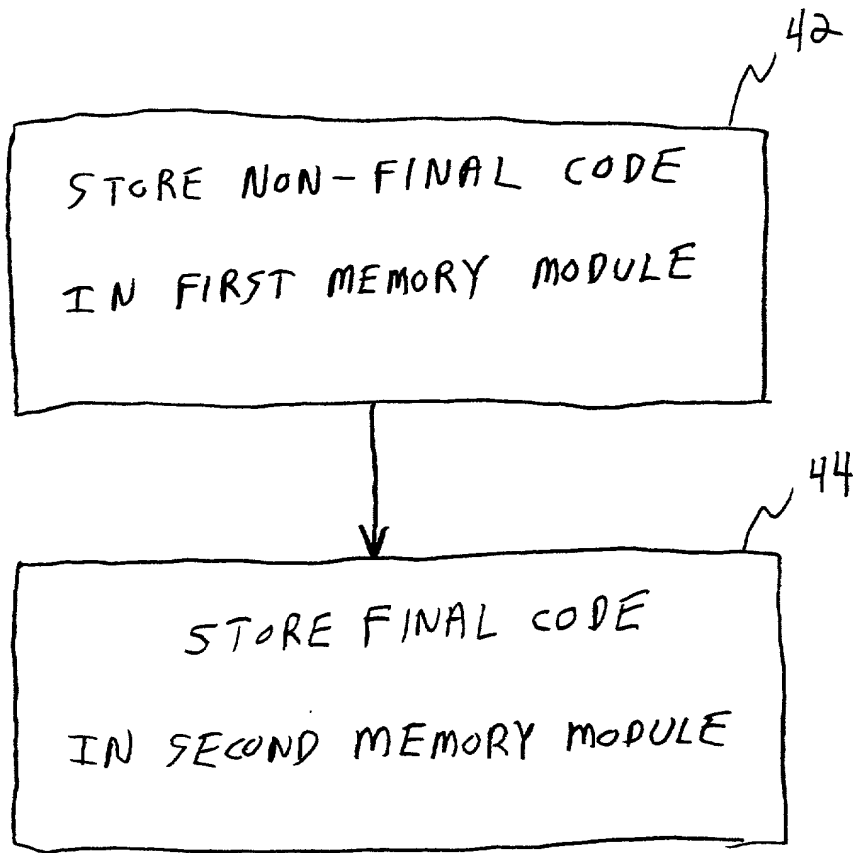 42
STORE NON-FINAL CODE
IN FIRST MEMORY MODULE
44
STORE FINAL CODE
IN SECOND MEMORY MODULE